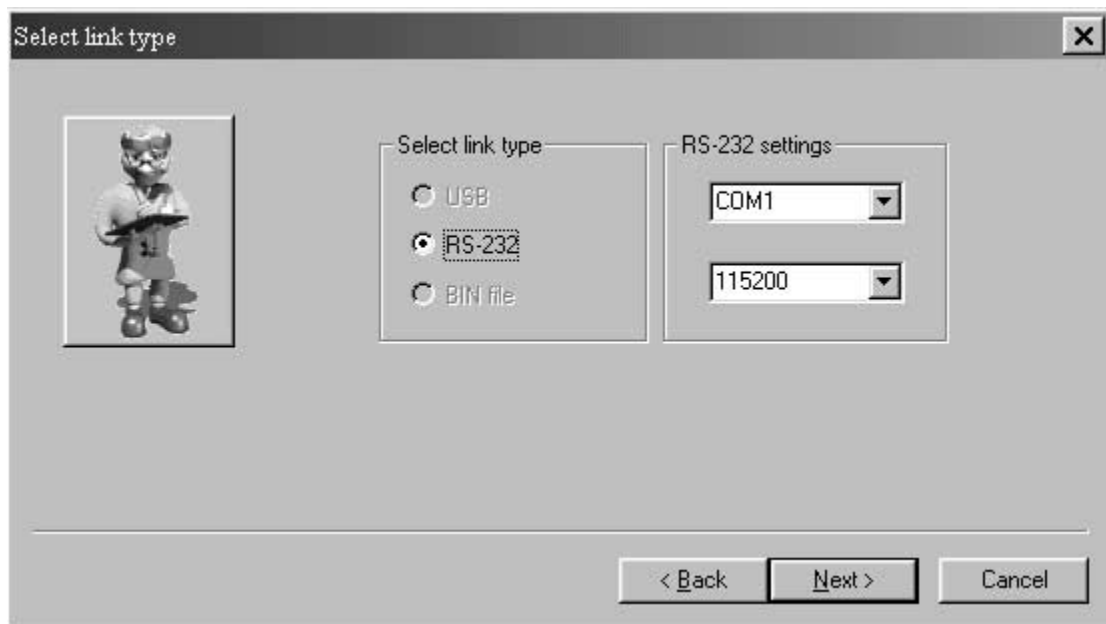 Select link type
Select link type
USB
RS-232
BIN file
RS-232 settings
COM1
115200
< Back
Next >
Cancel